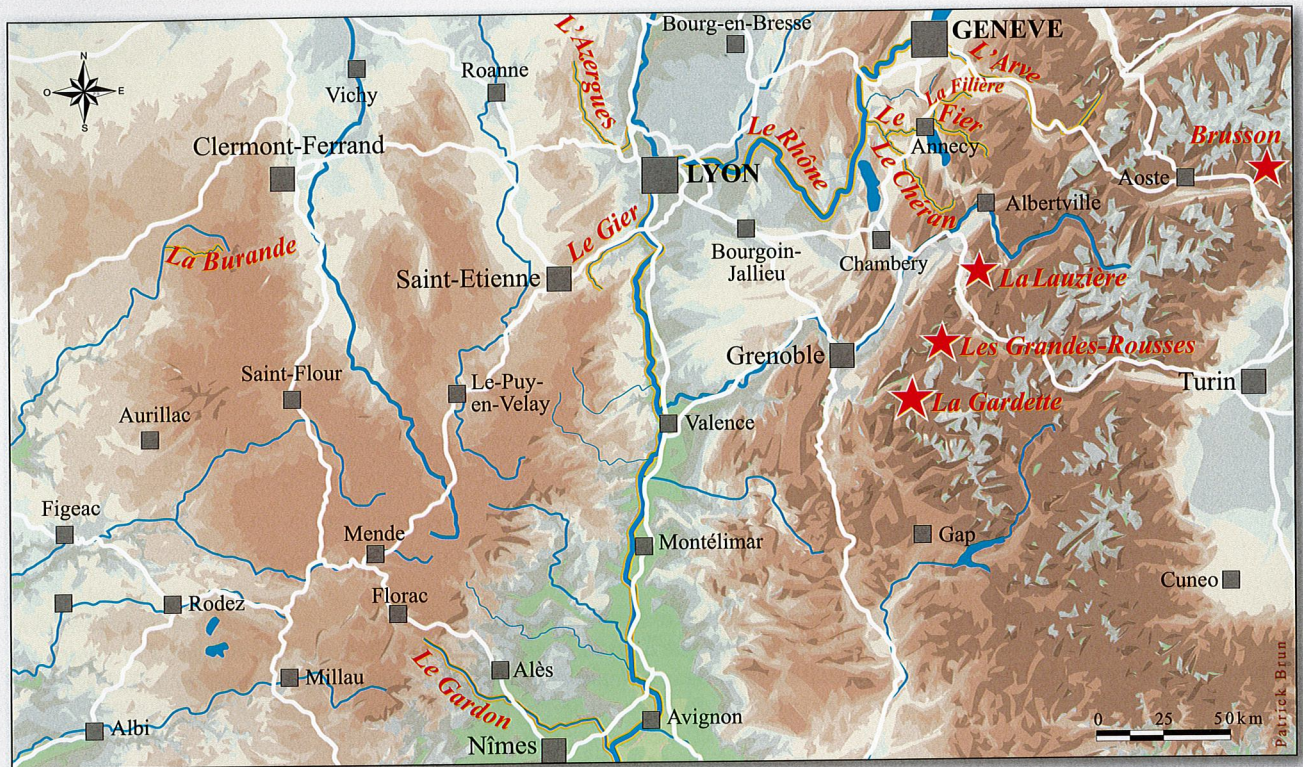 Bourg-en-Bresse
GENEVE
L'Azergues
L'Arve
N
O
E
S
Vichy
Roanne
La Filière
Le
Fier
Annecy
Clermont-Ferrand
Le Rhône
Brusson
LYON
Le Chéran
Aoste
Albertville
La Burande
Le Gier
Bourgoin-
Jallieu
Chambéry
Saint-Etienne
La Lauzière
Grenoble
Les Grandes-Rousses
Saint-Flour
Le-Puy-
en-Velay
Turin
Aurillac
La Gardette
Valence
Figeac
Mende
Montélimar
Gap
Cuneo
Rodez
Florac
Le Gardon
Alès
Millau
Albi
Avignon
Nîmes
0 25 50 km
Patrick Brun